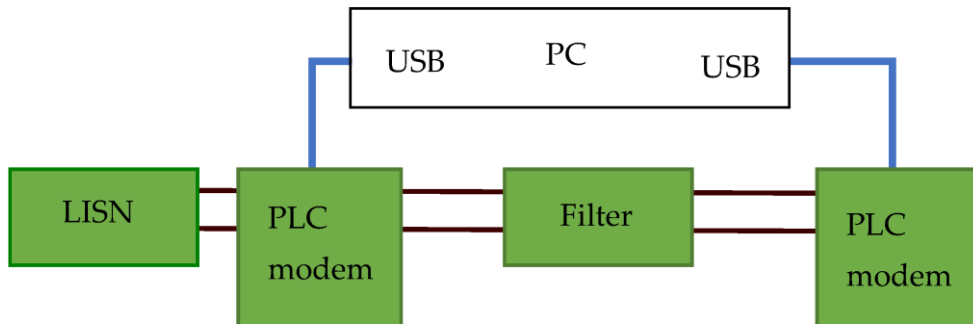 USB PC USB
LISN
PLC
modem
Filter
PLC
modem